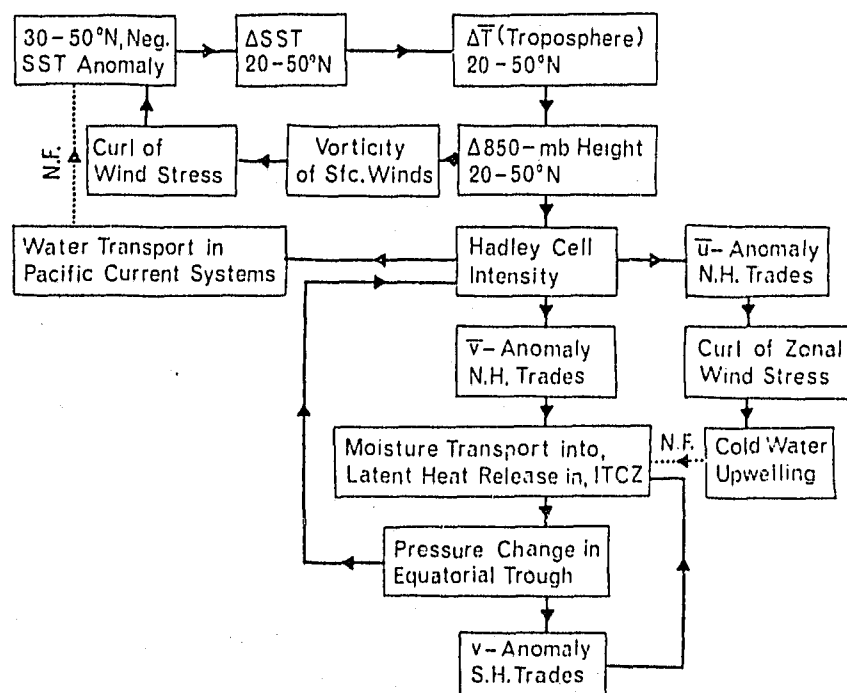 30-50°N, Neg.
SST Anomaly
ΔSST
20-50°N
ΔT̅ (Troposphere)
20-50°N
N.F.
Curl of
Wind Stress
Vorticity
of Sfc. Winds
Δ850-mb Height
20-50°N
Water Transport in
Pacific Current Systems
Hadley Cell
Intensity
u̅-Anomaly
N.H. Trades
v̅-Anomaly
N.H. Trades
Curl of Zonal
Wind Stress
Moisture Transport into,
Latent Heat Release in, ITCZ
N.F.
Cold Water
Upwelling
Pressure Change in
Equatorial Trough
v-Anomaly
S.H. Trades